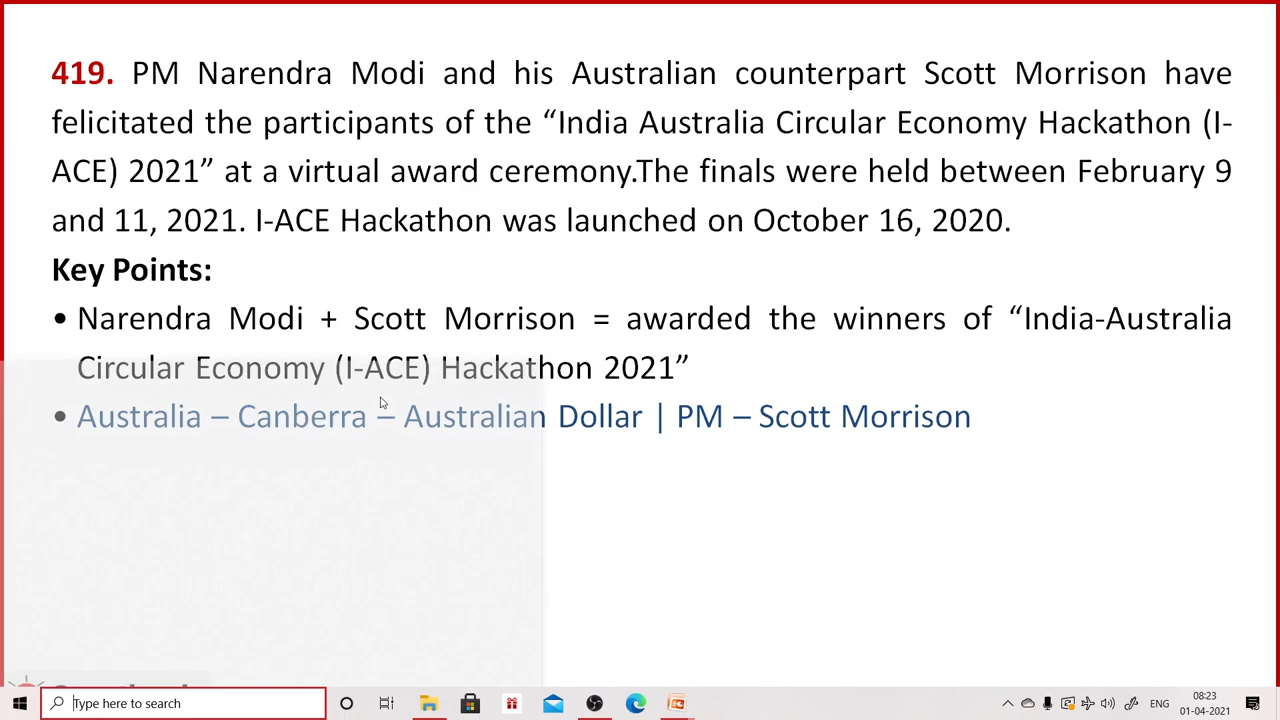 419. PM Narendra Modi and his Australian counterpart Scott Morrison have
felicitated the participants of the “India Australia Circular Economy Hackathon (I-
ACE) 2021” at a virtual award ceremony.The finals were held between February 9
and 11, 2021. I-ACE Hackathon was launched on October 16, 2020.
Key Points:
• Narendra Modi + Scott Morrison = awarded the winners of “India-Australia
Circular Economy (I-ACE) Hackathon 2021”
• Australia – Canberra – Australian Dollar | PM – Scott Morrison
Type here to search
ENG
08:23
01-04-2021